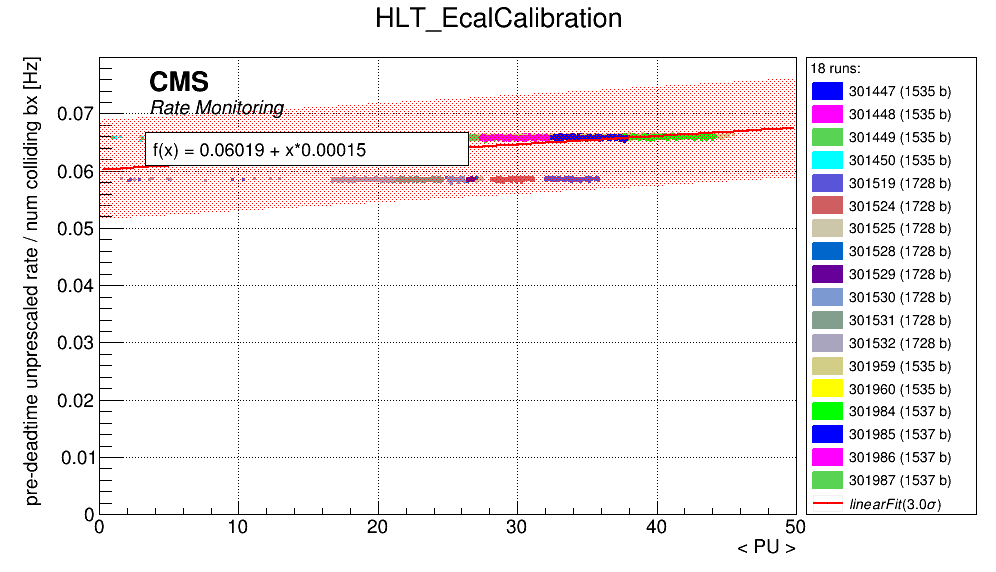 HLT_EcalCalibration
pre-deadtime unprescaled rate / num colliding bx [Hz]
CMS
Rate Monitoring
f(x) = 0.06019 + x*0.00015
0.07
0.06
0.05
0.04
0.03
0.02
0.01
0
0 10 20 30 40 50
< PU >
18 runs:
301447 (1535 b)
301448 (1535 b)
301449 (1535 b)
301450 (1535 b)
301519 (1728 b)
301524 (1728 b)
301525 (1728 b)
301528 (1728 b)
301529 (1728 b)
301530 (1728 b)
301531 (1728 b)
301532 (1728 b)
301959 (1535 b)
301960 (1535 b)
301984 (1537 b)
301985 (1537 b)
301986 (1537 b)
301987 (1537 b)
linearFit(3.0σ)